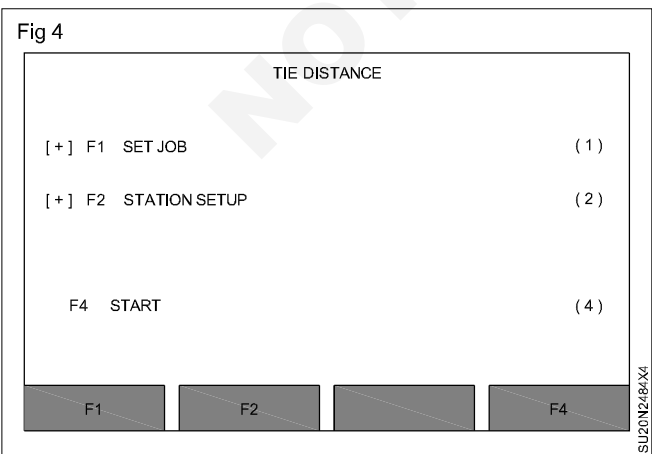 Fig 4
TIE DISTANCE
[ + ] F1 SET JOB ( 1 )
[ + ] F2 STATION SETUP ( 2 )
F4 START ( 4 )
F1 F2 F4
SU20N2484X4